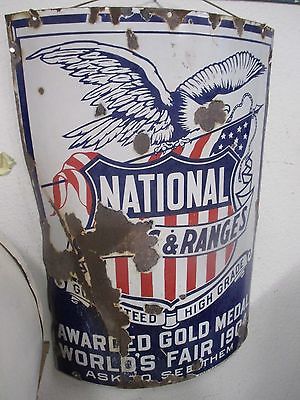 NATIONAL
& RANGES
HIGH GRADE
AWARDED GOLD MEDAL
WORLD'S FAIR
ASK TO SEE THEM